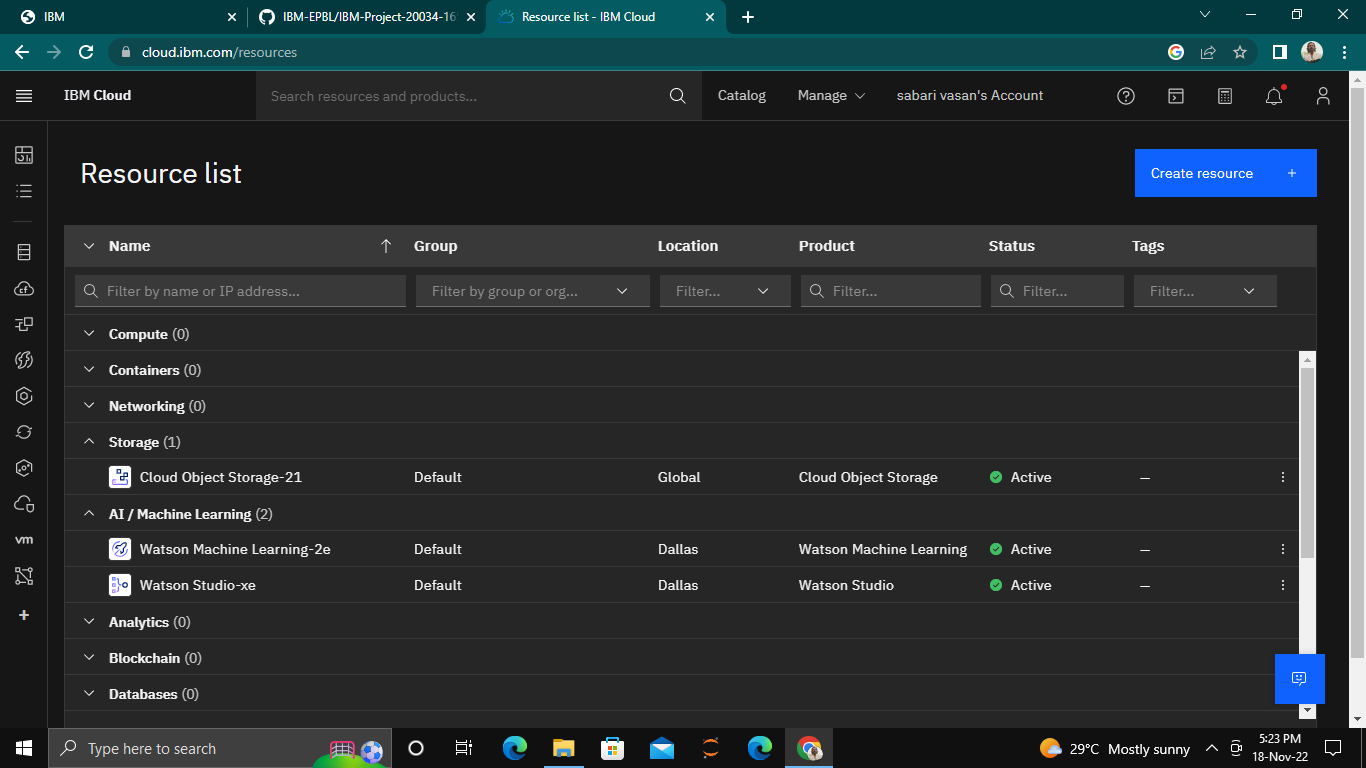 IBM
IBM-EPBL/IBM-Project-20034-16
Resource list - IBM Cloud
cloud.ibm.com/resources
IBM Cloud
Search resources and products...
Catalog
Manage
sabari vasan's Account
Resource list
Create resource +
Name
Group
Location
Product
Status
Tags
Filter by name or IP address...
Filter by group or org...
Filter...
Filter...
Filter...
Filter...
Compute (0)
Containers (0)
Networking (0)
Storage (1)
Cloud Object Storage-21 Default Global Cloud Object Storage Active –
AI / Machine Learning (2)
Watson Machine Learning-2e Default Dallas Watson Machine Learning Active –
Watson Studio-xe Default Dallas Watson Studio Active –
Analytics (0)
Blockchain (0)
Databases (0)
vm
Type here to search
29°C Mostly sunny
5:23 PM
18-Nov-22